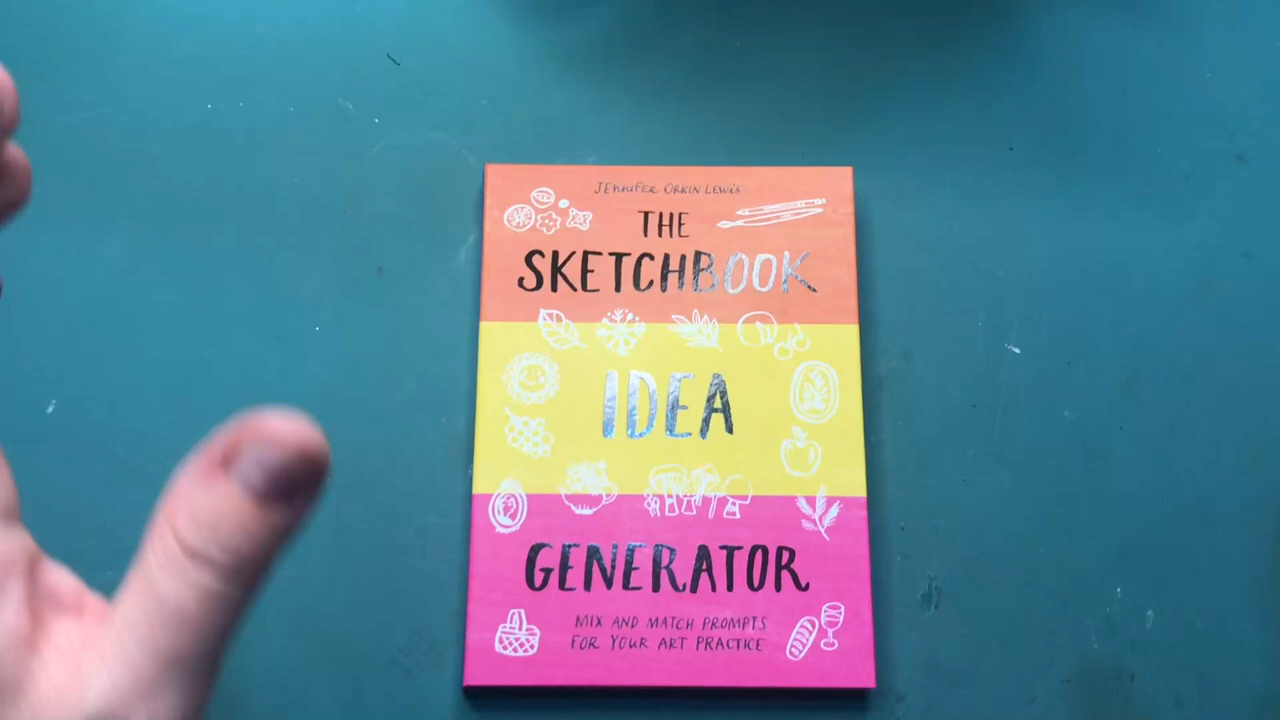 JEnniFER ORKIN LEWiS
THE
SKETCHBOOK
IDEA
GENERATOR
MIX AND MATCH PROMPTS
FOR YOUR ART PRACTICE